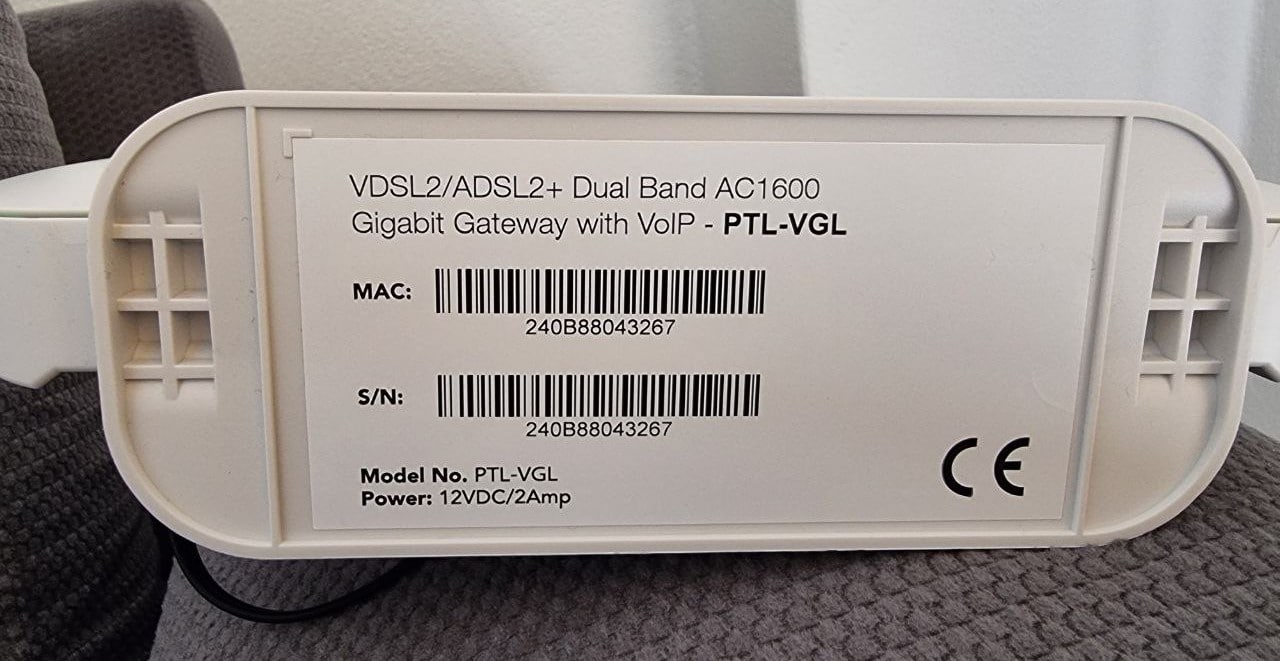 VDSL2/ADSL2+ Dual Band AC1600
Gigabit Gateway with VoIP - PTL-VGL
MAC:
240B88043267
S/N:
240B88043267
Model No. PTL-VGL
Power: 12VDC/2Amp
CE